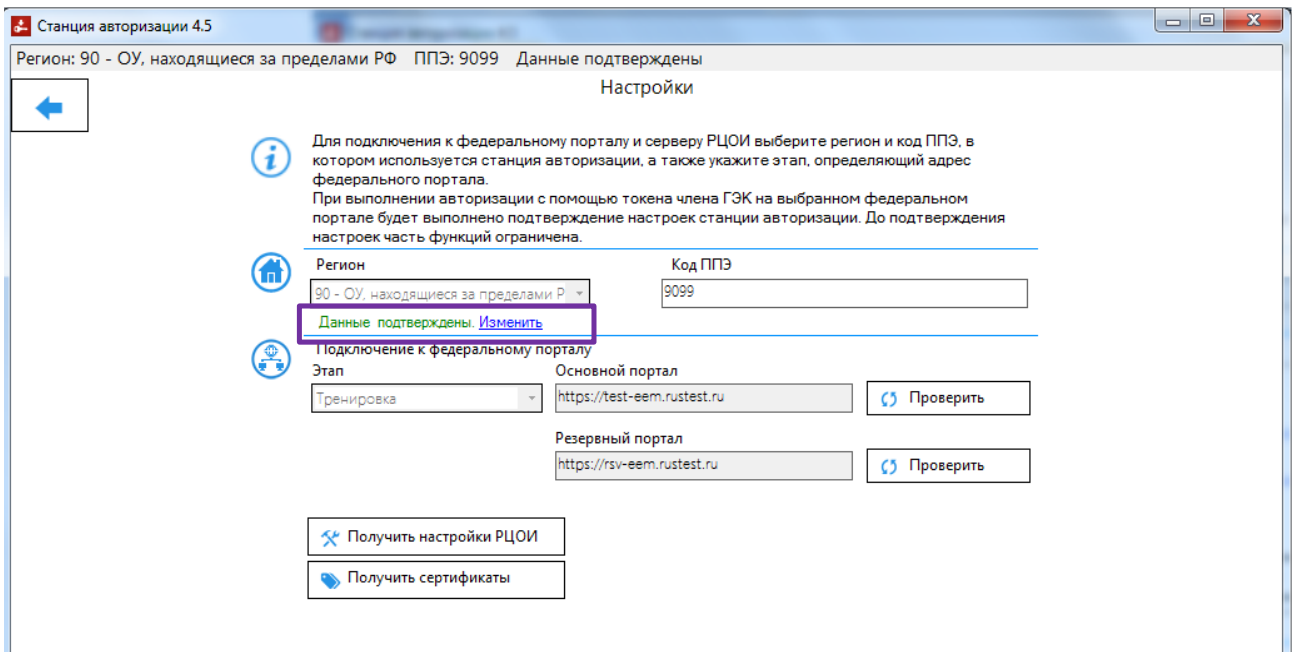 Станция авторизации 4.5
Регион: 90 - ОУ, находящиеся за пределами РФ ППЭ: 9099 Данные подтверждены
Настройки
Для подключения к федеральному порталу и серверу РЦОИ выберите регион и код ППЭ, в
котором используется станция авторизации, а также укажите этап, определяющий адрес
федерального портала.
При выполнении авторизации с помощью токена члена ГЭК на выбранном федеральном
портале будет выполнено подтверждение настроек станции авторизации. До подтверждения
настроек часть функций ограничена.
Регион Код ППЭ
90 - ОУ, находящиеся за пределами Р 9099
Данные подтверждены. Изменить
Подключение к федеральному порталу
Этап Основной портал
Тренировка https://test-eem.rustest.ru Проверить
Резервный портал
https://rsv-eem.rustest.ru Проверить
Получить настройки РЦОИ
Получить сертификаты